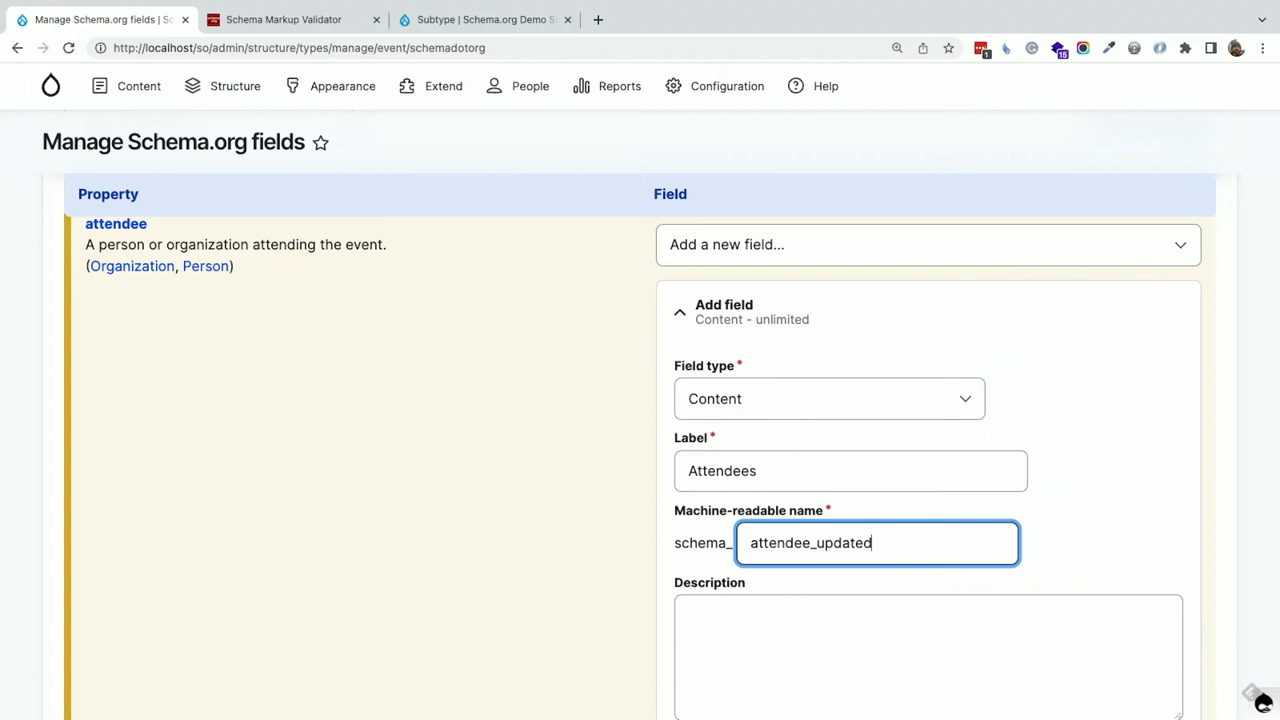 Manage Schema.org fields | Sc
Schema Markup Validator
Subtype | Schema.org Demo S
http://localhost/so/admin/structure/types/manage/event/schemadotorg
1
15
Content
Structure
Appearance
Extend
People
Reports
Configuration
Help
Manage Schema.org fields
Property
Field
attendee
A person or organization attending the event.
(Organization, Person)
Add a new field...
Add field
Content - unlimited
Field type *
Content
Label *
Attendees
Machine-readable name *
schema_
attendee_updated
Description